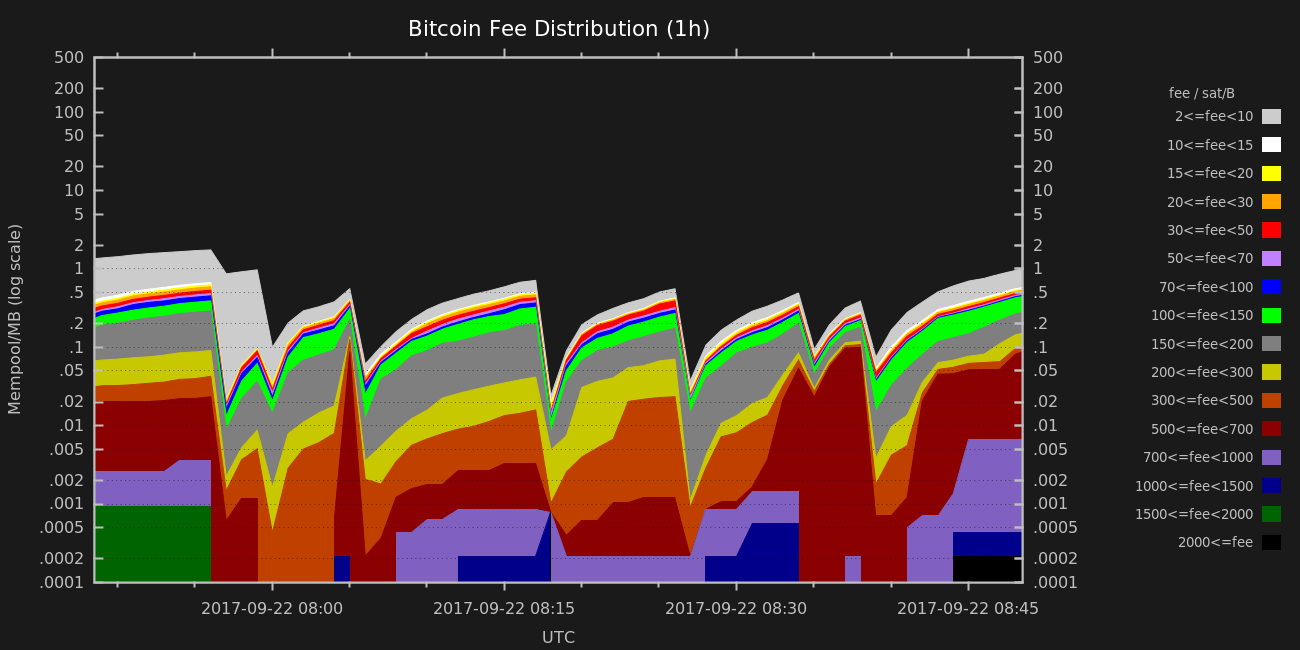 Bitcoin Fee Distribution (1h)
500
200
100
50
20
10
5
2
1
.5
.2
.1
.05
.02
.01
.005
.002
.001
.0005
.0002
.0001
Mempool/MB (log scale)
500
200
100
50
20
10
5
2
1
.5
.2
.1
.05
.02
.01
.005
.002
.001
.0005
.0002
.0001
2017-09-22 08:00
2017-09-22 08:15
2017-09-22 08:30
2017-09-22 08:45
UTC
fee / sat/B
2<=fee<10
10<=fee<15
15<=fee<20
20<=fee<30
30<=fee<50
50<=fee<70
70<=fee<100
100<=fee<150
150<=fee<200
200<=fee<300
300<=fee<500
500<=fee<700
700<=fee<1000
1000<=fee<1500
1500<=fee<2000
2000<=fee